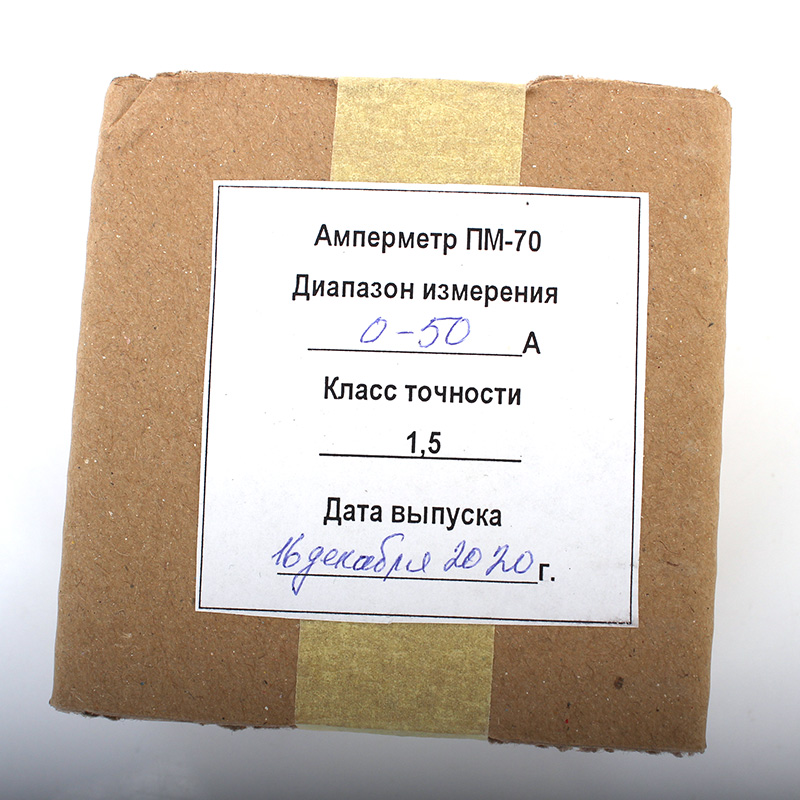 Амперметр ПМ-70
Диапазон измерения
0-50 А
Класс точности
1,5
Дата выпуска
16 декабря 2020 г.